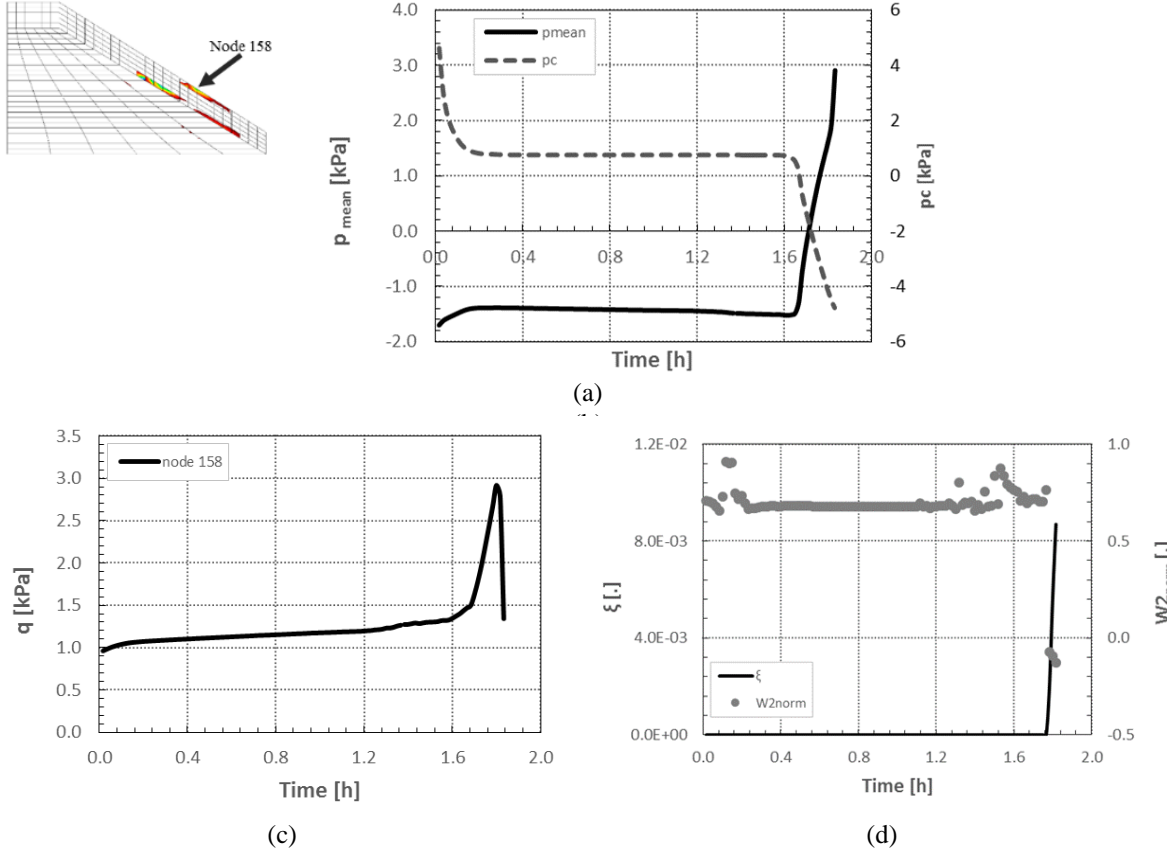 Node 158
4.0
3.0
2.0
1.0
0.0
-1.0
-2.0
p mean [kPa]
pmean
pc
6
4
2
0
-2
-4
-6
pc [kPa]
0.0 0.4 0.8 1.2 1.6 2.0
Time [h]
(a)
3.5
3.0
2.5
2.0
1.5
1.0
0.5
0.0
q [kPa]
node 158
0.0 0.4 0.8 1.2 1.6 2.0
Time [h]
(c)
1.2E-02
8.0E-03
4.0E-03
0.0E+00
ξ [.]
ξ
W2norm
1.0
0.5
0.0
-0.5
W2norm [.]
0.0 0.4 0.8 1.2 1.6 2.0
Time [h]
(d)